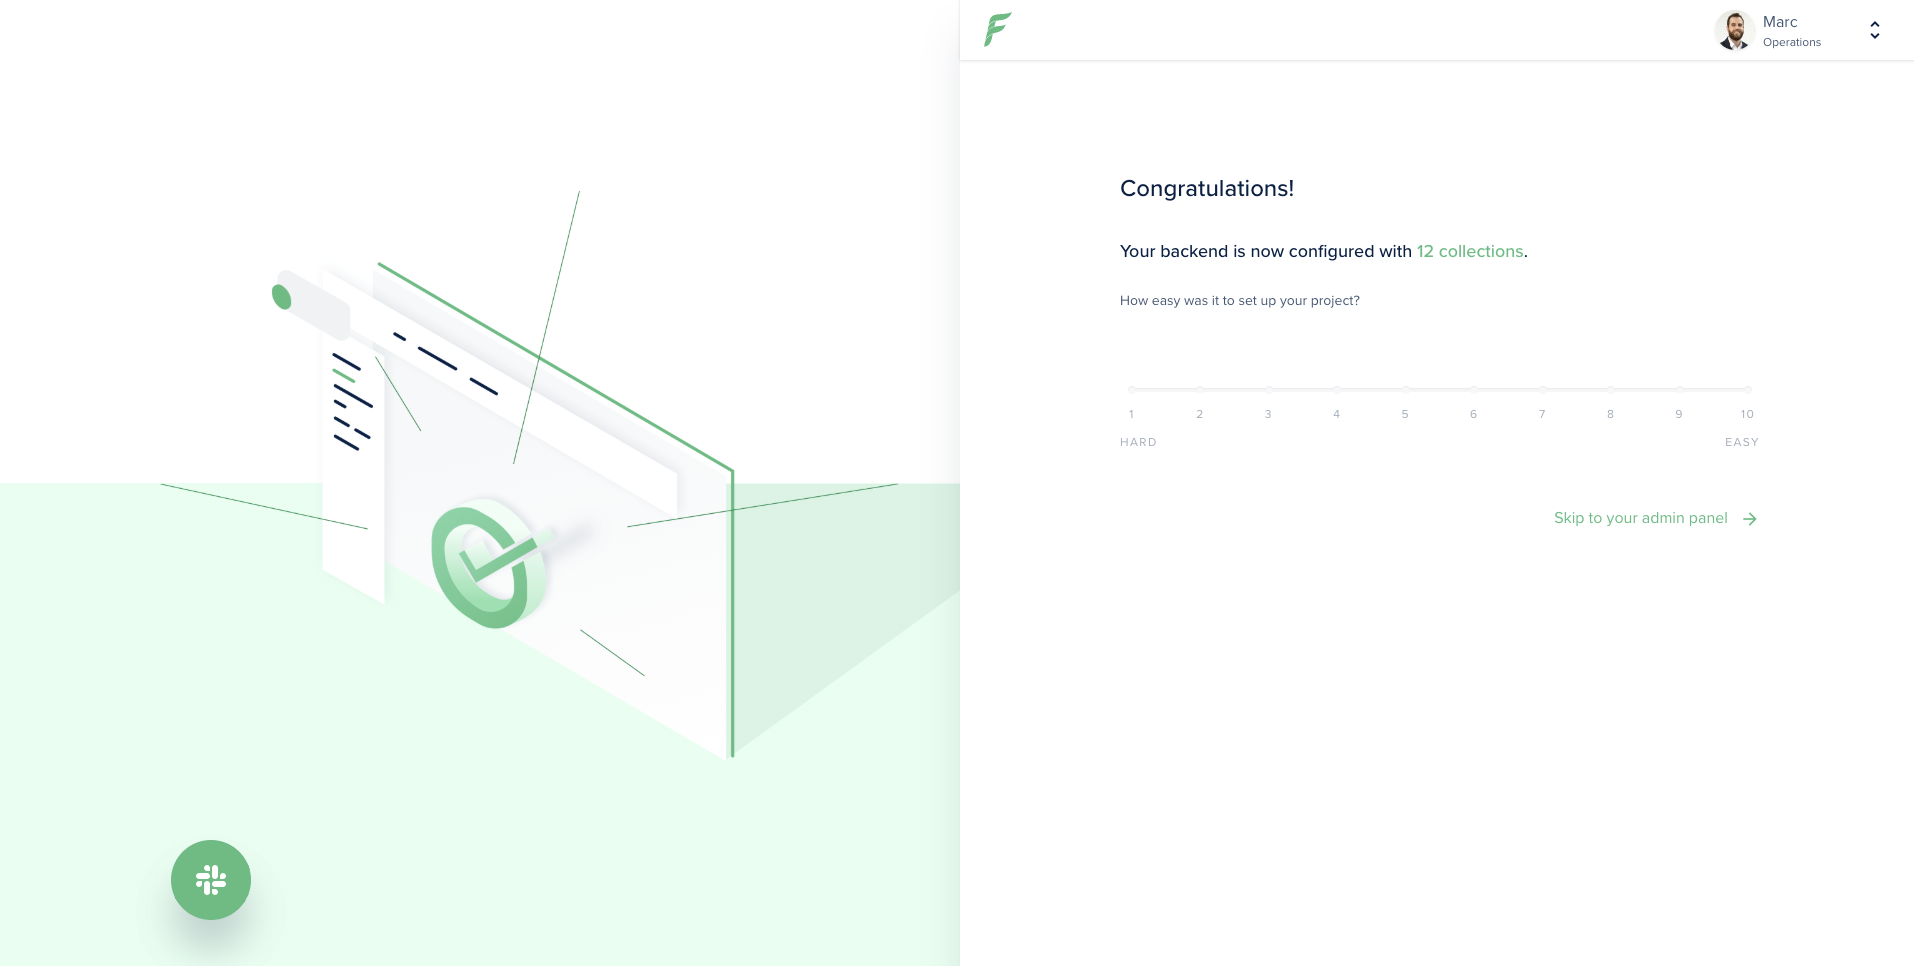 Marc
Operations
Congratulations!
Your backend is now configured with 12 collections.
How easy was it to set up your project?
1 2 3 4 5 6 7 8 9 10
HARD EASY
Skip to your admin panel